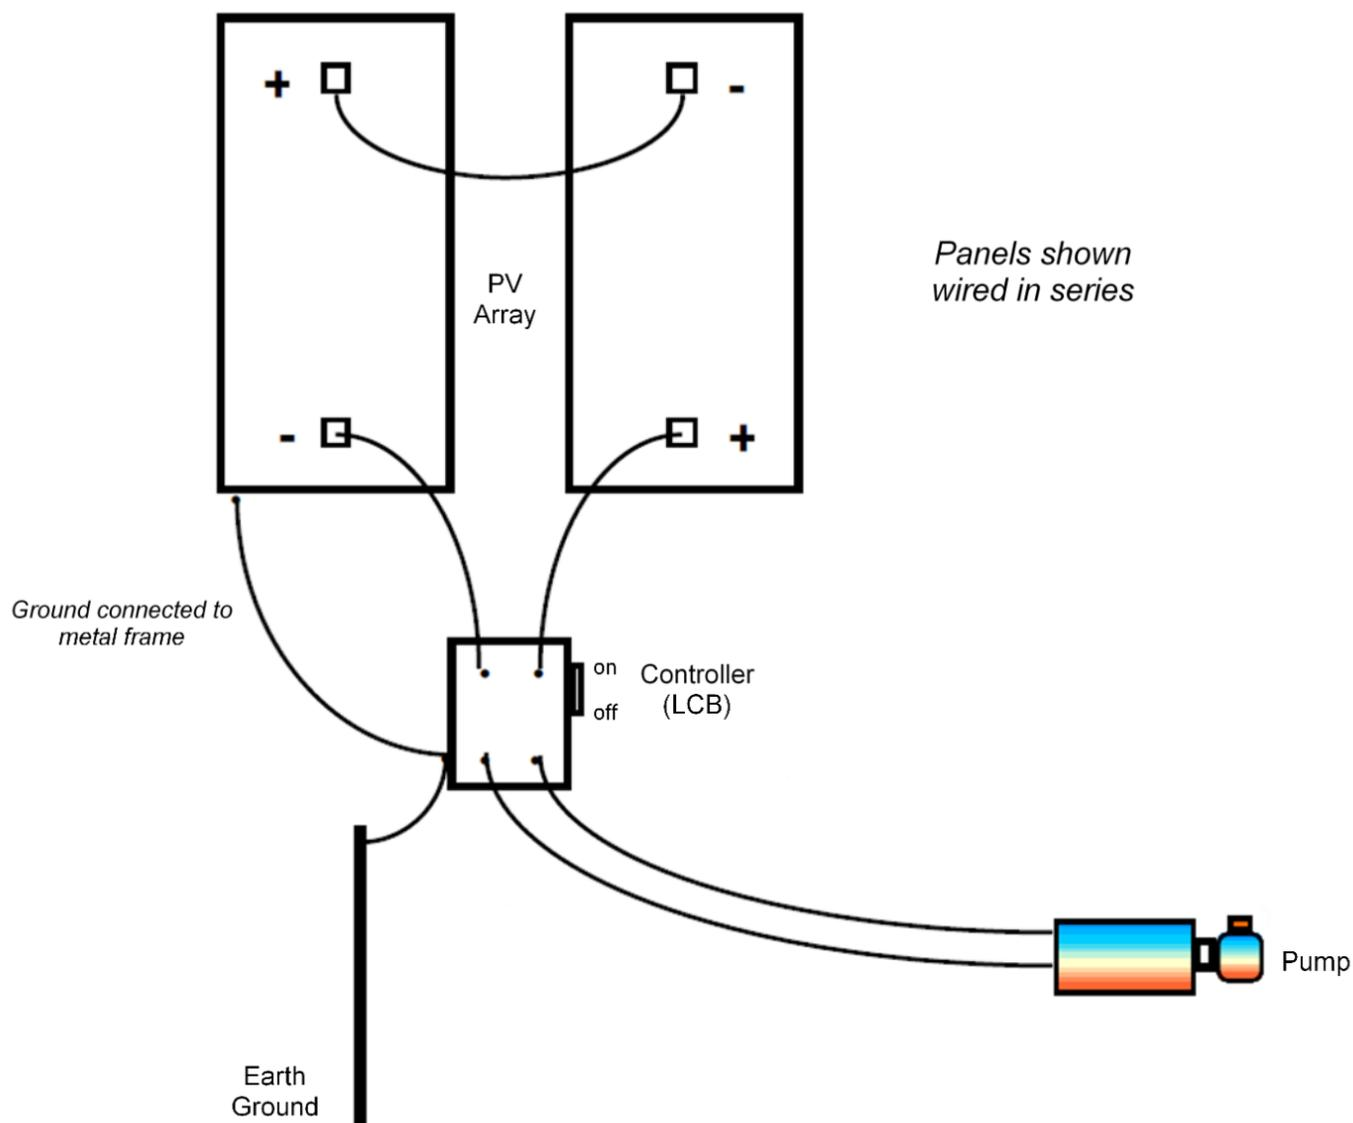 +
-
PV
Array
Panels shown
wired in series
-
+
Ground connected to
metal frame
on
off
Controller
(LCB)
Pump
Earth
Ground